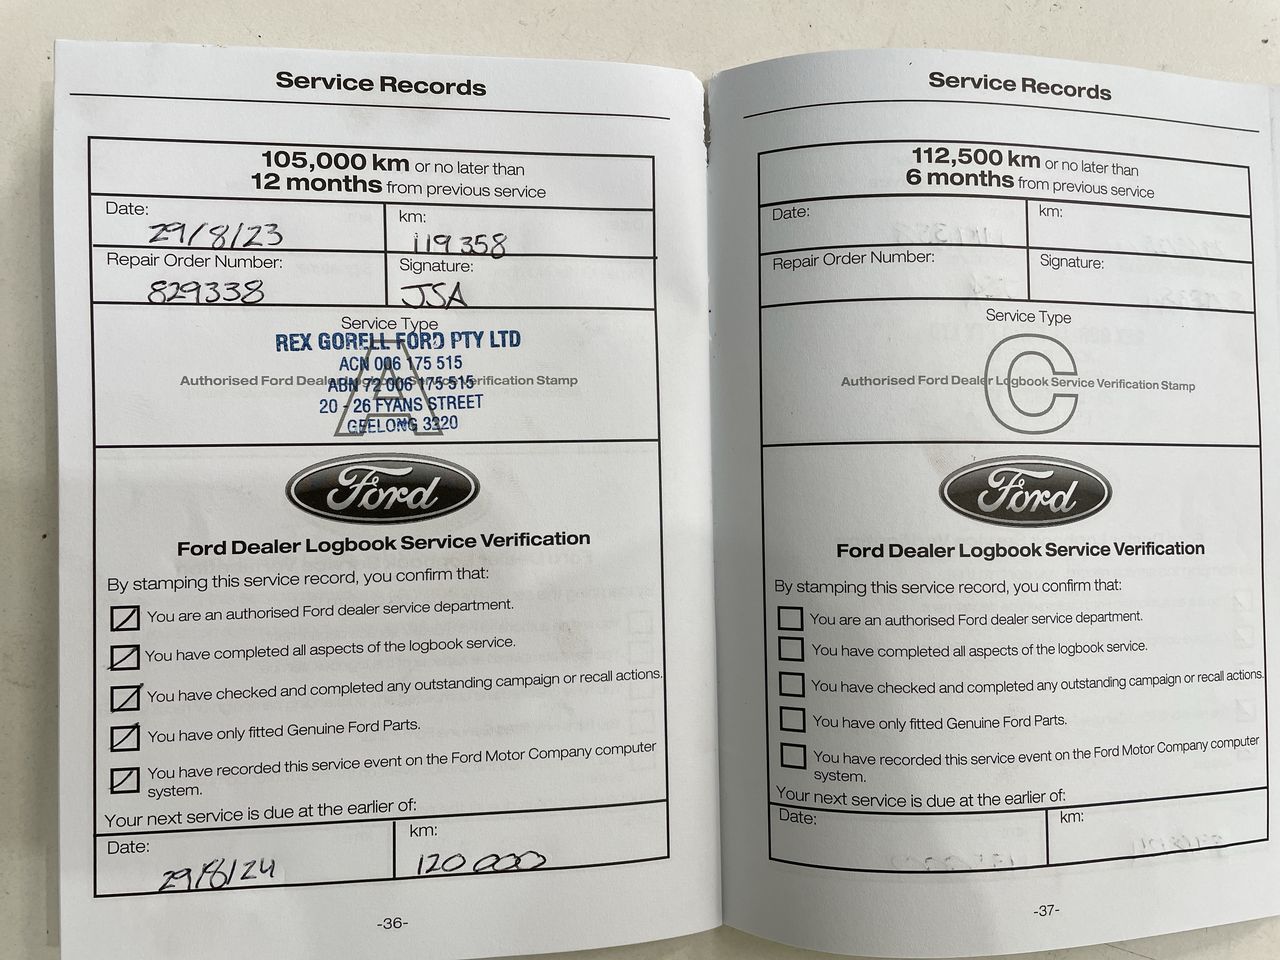 Service Records
105,000 km or no later than
12 months from previous service
Date:
29/8/23
km:
119358
Repair Order Number:
829338
Signature:
JSA
Service Type
REX GORELL FORD PTY LTD
ACN 006 175 515
Authorised Ford Dealer Logbook Service Verification Stamp
ABN 72 006 175 515
A
20 - 26 FYANS STREET
GEELONG 3220
Ford
Ford Dealer Logbook Service Verification
By stamping this service record, you confirm that:
You are an authorised Ford dealer service department.
You have completed all aspects of the logbook service.
You have checked and completed any outstanding campaign or recall actions.
You have only fitted Genuine Ford Parts.
You have recorded this service event on the Ford Motor Company computer
system.
Your next service is due at the earlier of:
Date:
29/8/24
km:
120000
-36-
Service Records
112,500 km or no later than
6 months from previous service
Date:
km:
Repair Order Number:
Signature:
Service Type
Authorised Ford Dealer Logbook Service Verification Stamp
C
Ford
Ford Dealer Logbook Service Verification
By stamping this service record, you confirm that:
You are an authorised Ford dealer service department.
You have completed all aspects of the logbook service.
You have checked and completed any outstanding campaign or recall actions.
You have only fitted Genuine Ford Parts.
You have recorded this service event on the Ford Motor Company computer
system.
Your next service is due at the earlier of:
Date:
km:
-37-